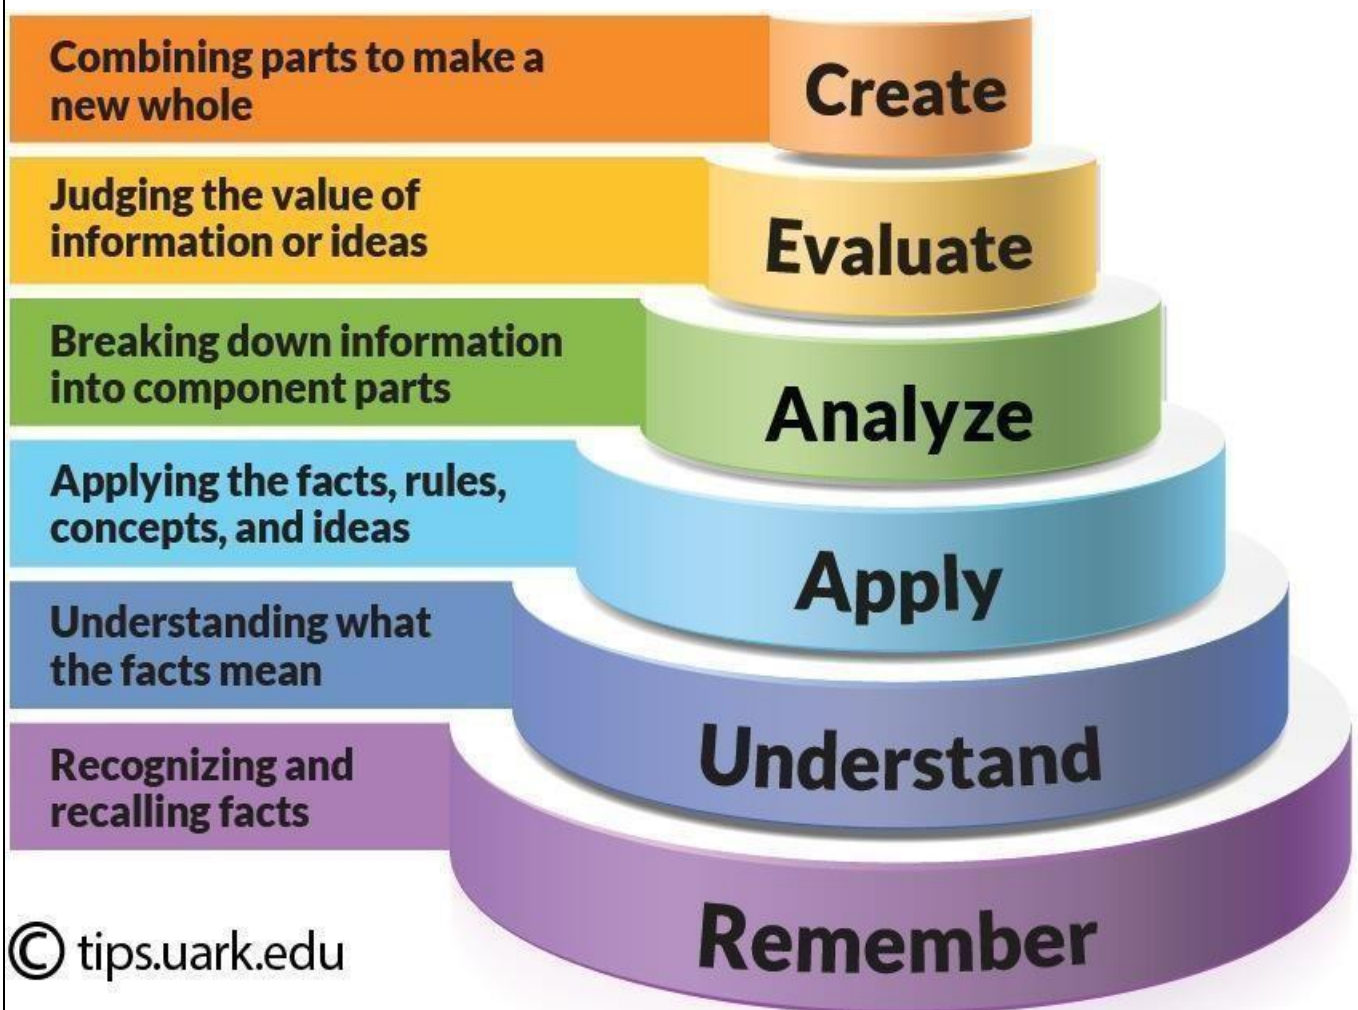 Combining parts to make a
new whole
Create
Judging the value of
information or ideas
Evaluate
Breaking down information
into component parts
Analyze
Applying the facts, rules,
concepts, and ideas
Apply
Understanding what
the facts mean
Understand
Recognizing and
recalling facts
Remember
© tips.uark.edu